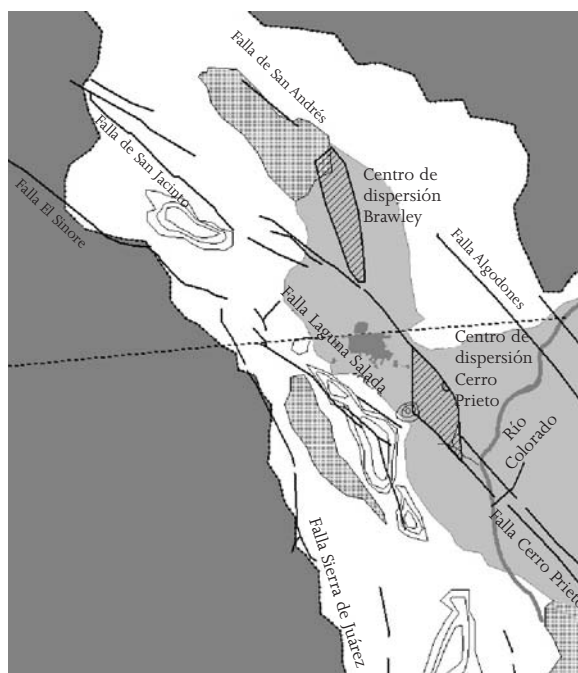 Falla de San Andrés
Falla de San Jacinto
Falla El Sinore
Centro de
dispersión
Brawley
Falla Algodones
Falla Laguna Salada
Centro de
dispersión
Cerro
Prieto
Río
Colorado
Falla Cerro Prieto
Falla Sierra de Juárez